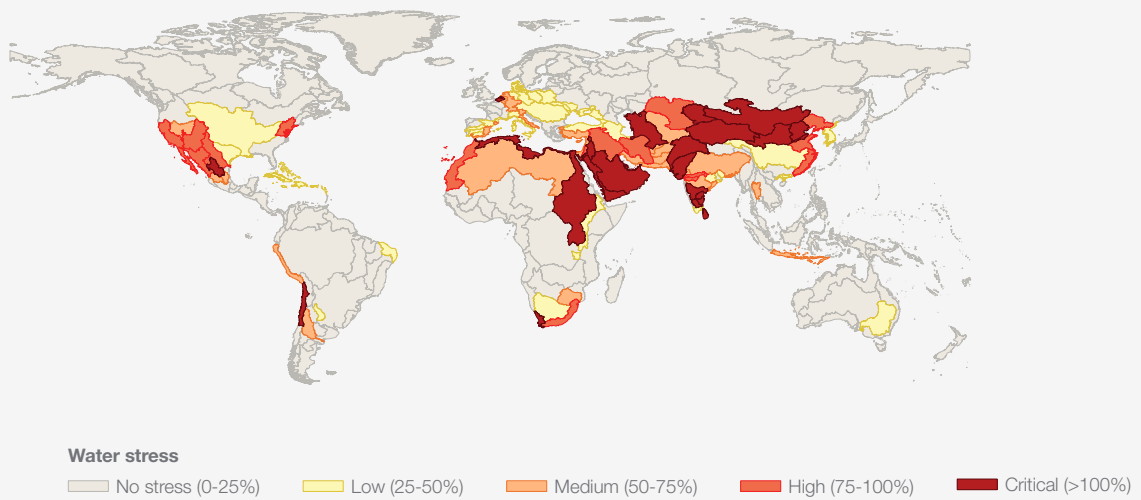 Water stress
No stress (0-25%)
Low (25-50%)
Medium (50-75%)
High (75-100%)
Critical (>100%)